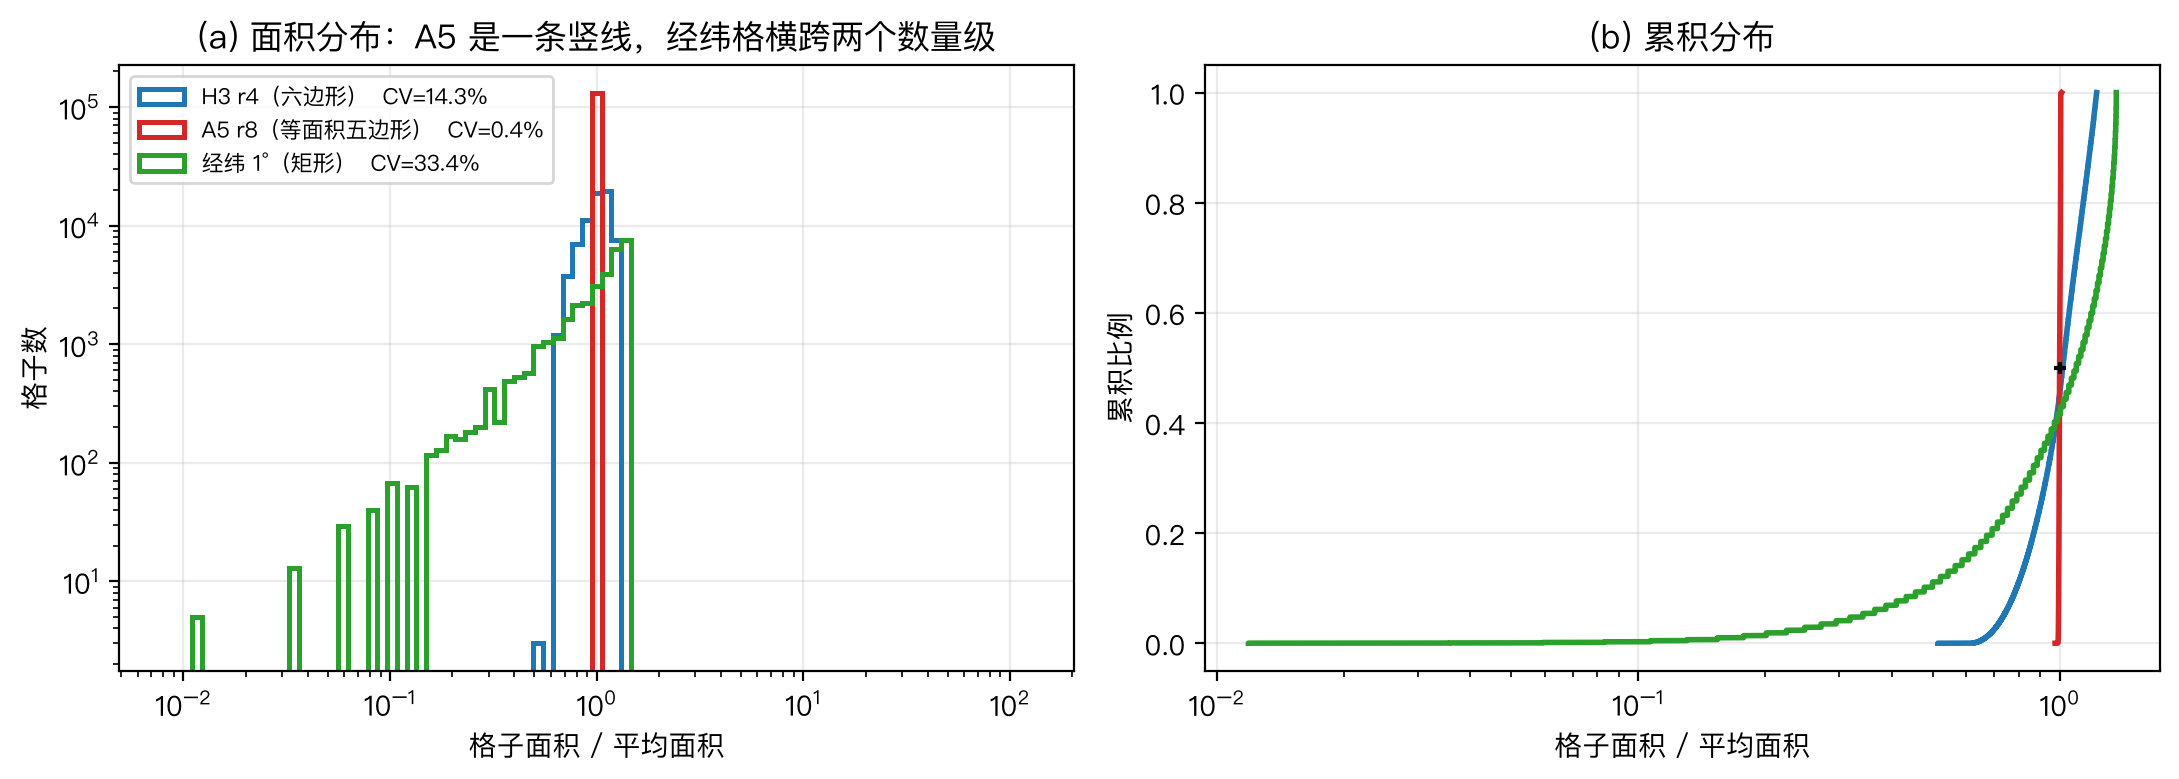 (a) 面积分布：A5 是一条竖线，经纬格横跨两个数量级
H3 r4（六边形） CV=14.3%
A5 r8（等面积五边形） CV=0.4%
经纬 1°（矩形） CV=33.4%
格子数
10⁵
10⁴
10³
10²
10¹
10⁻²
10⁻¹
10⁰
10¹
10²
格子面积 / 平均面积
(b) 累积分布
累积比例
1.0
0.8
0.6
0.4
0.2
0.0
10⁻²
10⁻¹
10⁰
格子面积 / 平均面积